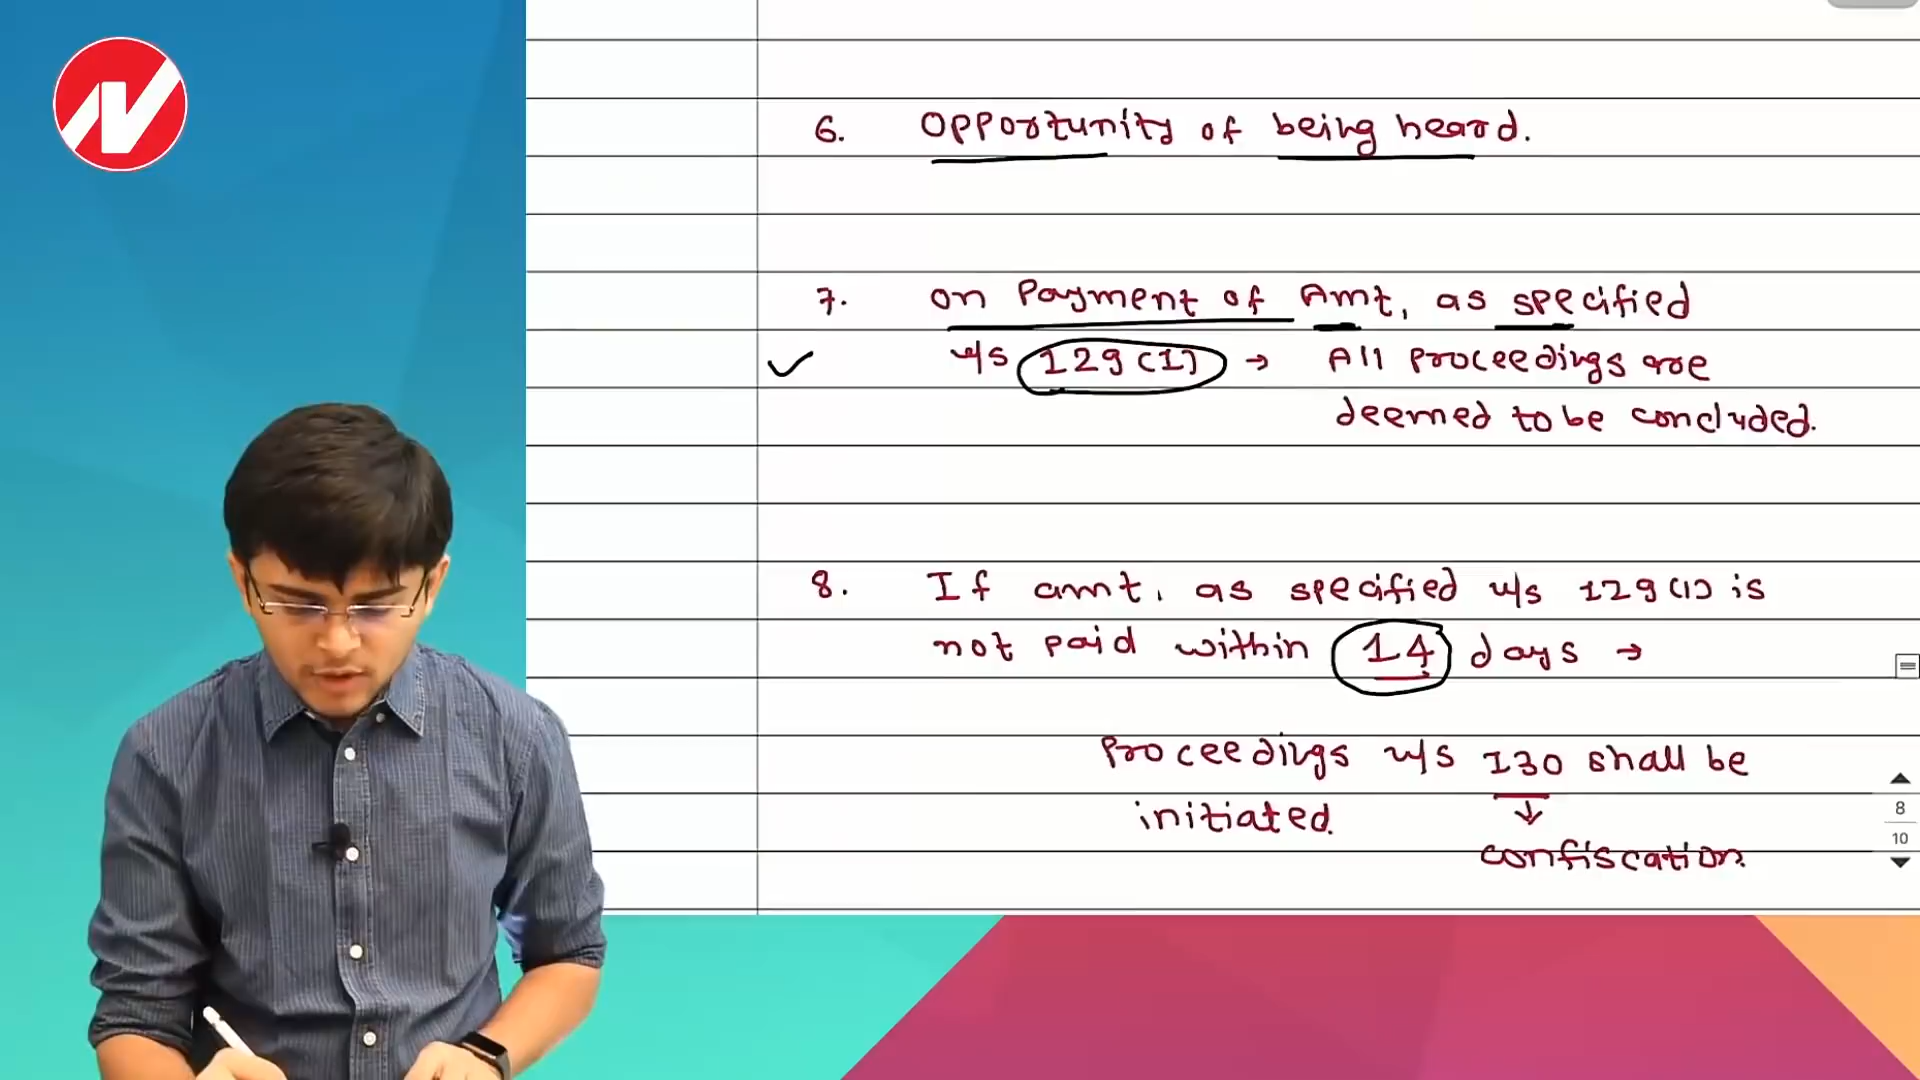 6. Opportunity of being heard.
7. on Payment of Amt, as specified
u/s 129(1) → All proceedings are
deemed to be concluded.
8. If amt. as specified u/s 129(1) is
not paid within 14 days →
Proceedings u/s 130 shall be
initiated.
↓
confiscation.
8
10